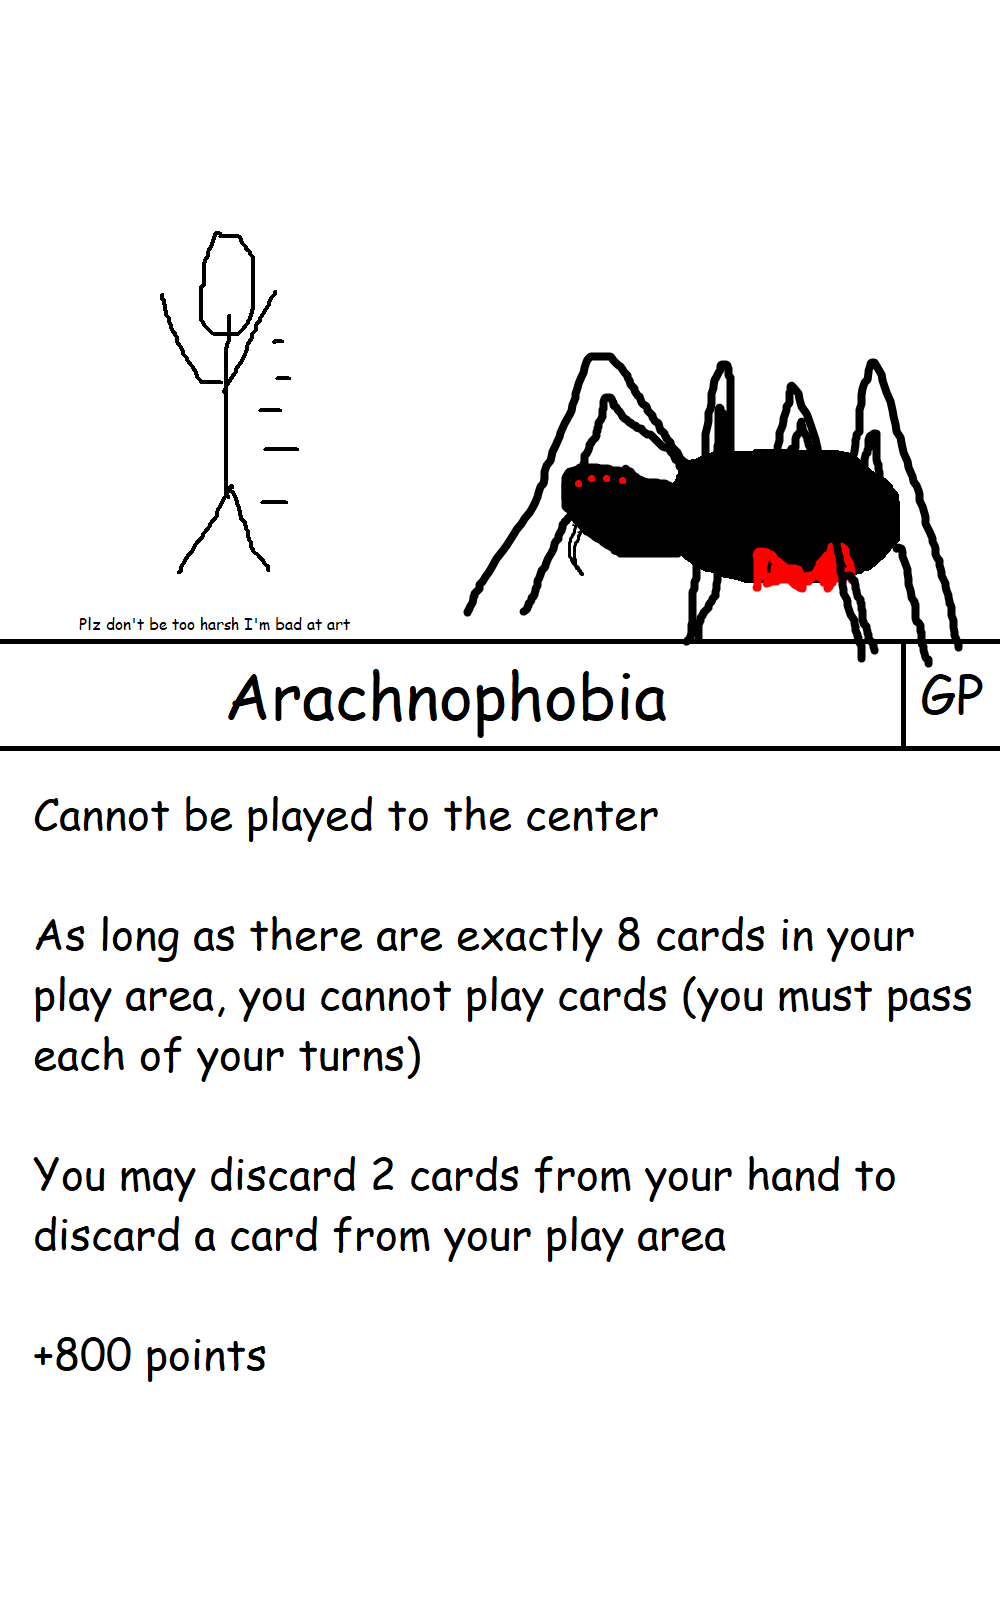 Plz don't be too harsh I'm bad at art
Arachnophobia
GP
Cannot be played to the center
As long as there are exactly 8 cards in your
play area, you cannot play cards (you must pass
each of your turns)
You may discard 2 cards from your hand to
discard a card from your play area
+800 points